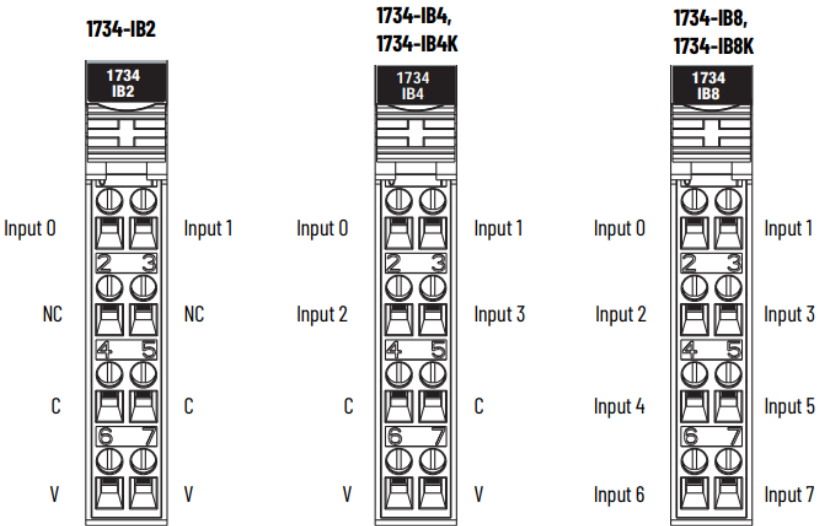 1734-IB2
1734-IB4,
1734-IB4K
1734-IB8,
1734-IB8K
1734
IB2
1734
IB4
1734
IB8
Input 0
Input 1
Input 0
Input 1
Input 0
Input 1
2 3
2 3
2 3
NC
NC
Input 2
Input 3
Input 2
Input 3
4 5
4 5
4 5
C
C
C
C
Input 4
Input 5
6 7
6 7
6 7
V
V
V
V
Input 6
Input 7